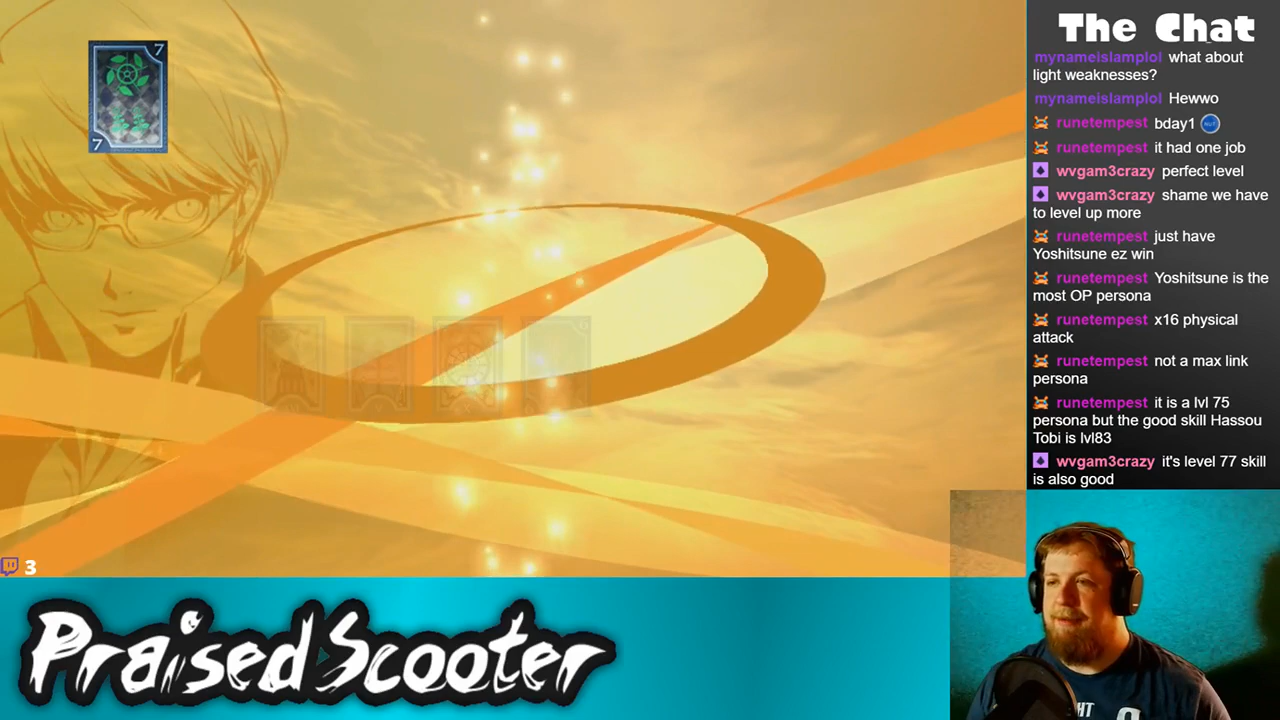 7
7
The Chat
mynameislamplol what about
light weaknesses?
mynameislamplol Hewwo
runetempest bday1
runetempest it had one job
wvgam3crazy perfect level
wvgam3crazy shame we have
to level up more
runetempest just have
Yoshitsune ez win
runetempest Yoshitsune is the
most OP persona
runetempest x16 physical
attack
runetempest not a max link
persona
runetempest it is a lvl 75
persona but the good skill Hassou
Tobi is lvl83
wvgam3crazy it's level 77 skill
is also good
3
PraisedScooter